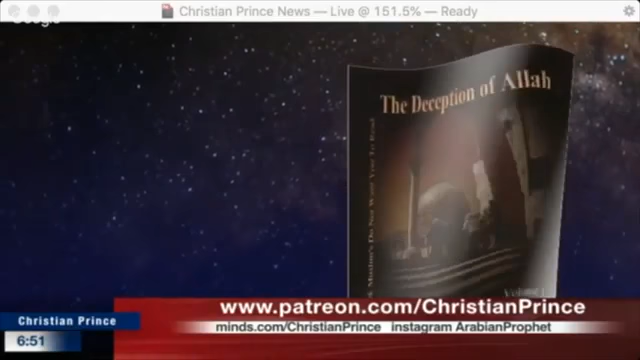 Christian Prince News — Live @ 151.5% — Ready
Google
The Deception of Allah
Volume 1
www.patreon.com/ChristianPrince
Christian Prince
minds.com/ChristianPrince instagram ArabianProphet
6:51